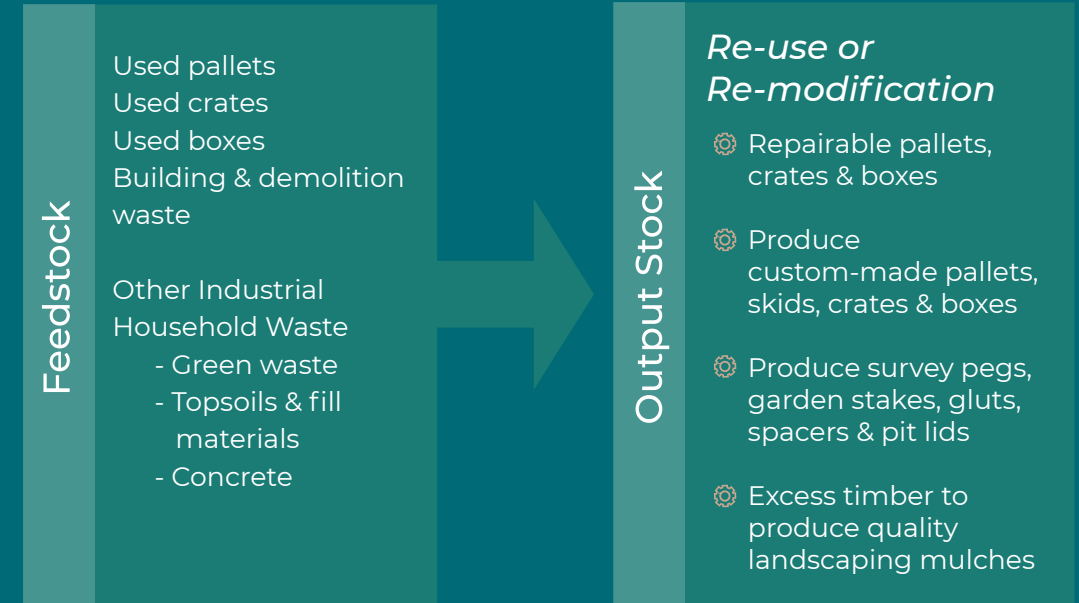 Feedstock
Used pallets
Used crates
Used boxes
Building & demolition
waste
Other Industrial
Household Waste
- Green waste
- Topsoils & fill
materials
- Concrete
Output Stock
Re-use or
Re-modification
Repairable pallets,
crates & boxes
Produce
custom-made pallets,
skids, crates & boxes
Produce survey pegs,
garden stakes, gluts,
spacers & pit lids
Excess timber to
produce quality
landscaping mulches